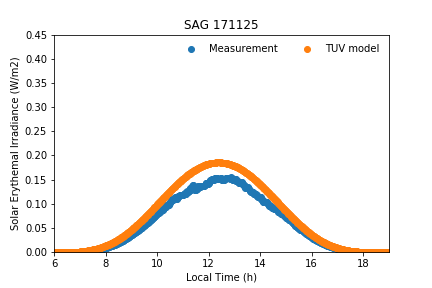 SAG 171125
Measurement
TUV model
Solar Erythemal Irradiance (W/m2)
0.45
0.40
0.35
0.30
0.25
0.20
0.15
0.10
0.05
0.00
6 8 10 12 14 16 18
Local Time (h)